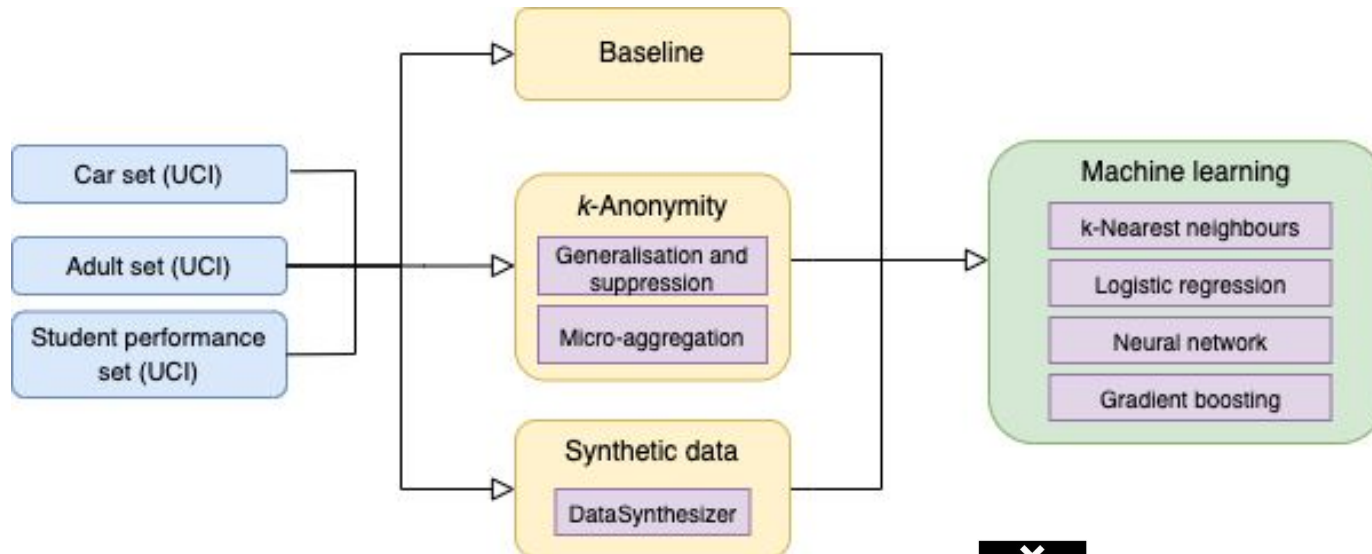 Baseline
Car set (UCI)
Adult set (UCI)
Student performance
set (UCI)
k-Anonymity
Generalisation and
suppression
Micro-aggregation
Synthetic data
DataSynthesizer
Machine learning
k-Nearest neighbours
Logistic regression
Neural network
Gradient boosting